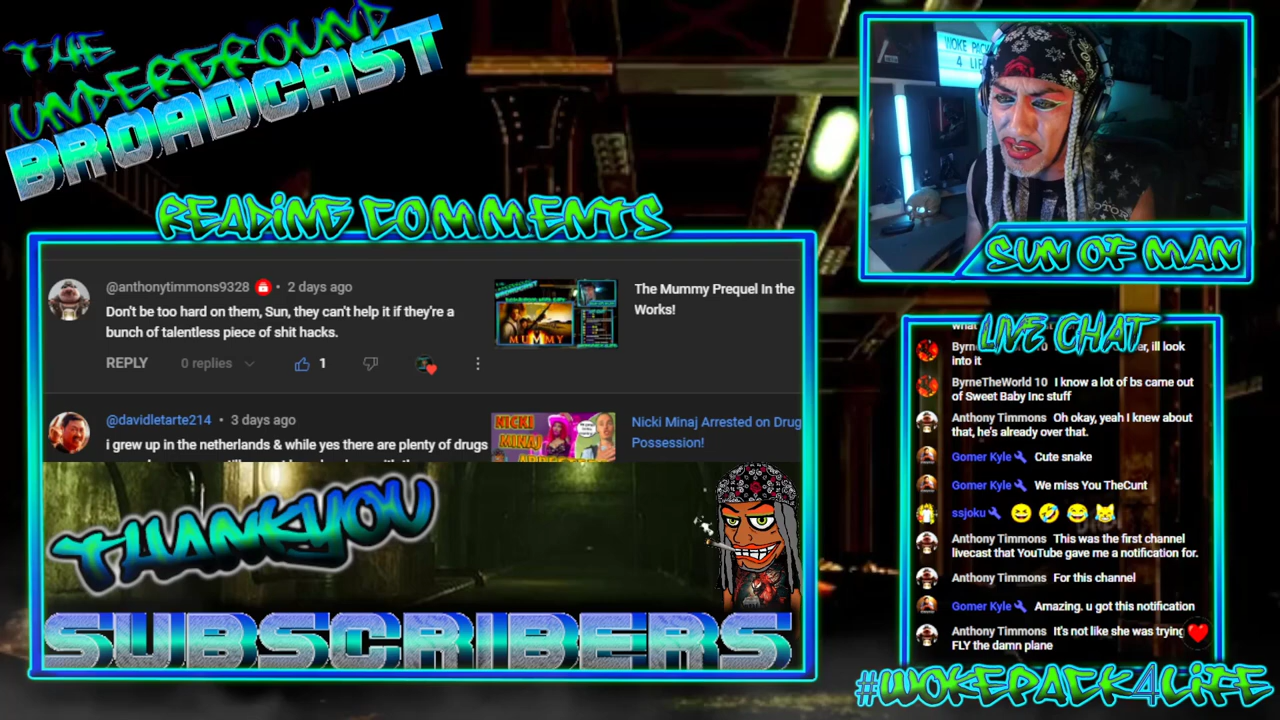 THE
UNDERGROUND
BROADCAST
WOKE PACK
4 LIFE
SUN OF MAN
READING COMMENTS
@anthonytimmons9328 • 2 days ago
Don't be too hard on them, Sun, they can't help it if they're a
bunch of talentless piece of shit hacks.
REPLY 0 replies 1
MUMMY
The Mummy Prequel In the
Works!
@davidletarte214 • 3 days ago
i grew up in the netherlands & while yes there are plenty of drugs
NICKI
MINAJ
Nicki Minaj Arrested on Drug
Possession!
THANKYOU
SUBSCRIBERS
LIVE CHAT
what
Byrne 10 er, ill look
into it
ByrneTheWorld 10 I know a lot of bs came out
of Sweet Baby Inc stuff
Anthony Timmons Oh okay, yeah I knew about
that, he's already over that.
Gomer Kyle Cute snake
Gomer Kyle We miss You TheCunt
ssjoku 😆 🤣 😂 😹
Anthony Timmons This was the first channel
livecast that YouTube gave me a notification for.
Anthony Timmons For this channel
Gomer Kyle Amazing. u got this notification
Anthony Timmons It's not like she was trying
FLY the damn plane
#WOKEPACK4LIFE